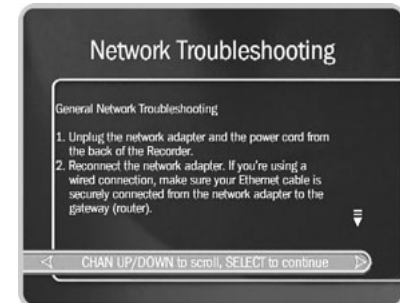 Network Troubleshooting
General Network Troubleshooting
1. Unplug the network adapter and the power cord from
the back of the Recorder.
2. Reconnect the network adapter. If you're using a
wired connection, make sure your Ethernet cable is
securely connected from the network adapter to the
gateway (router).
CHAN UP/DOWN to scroll, SELECT to continue